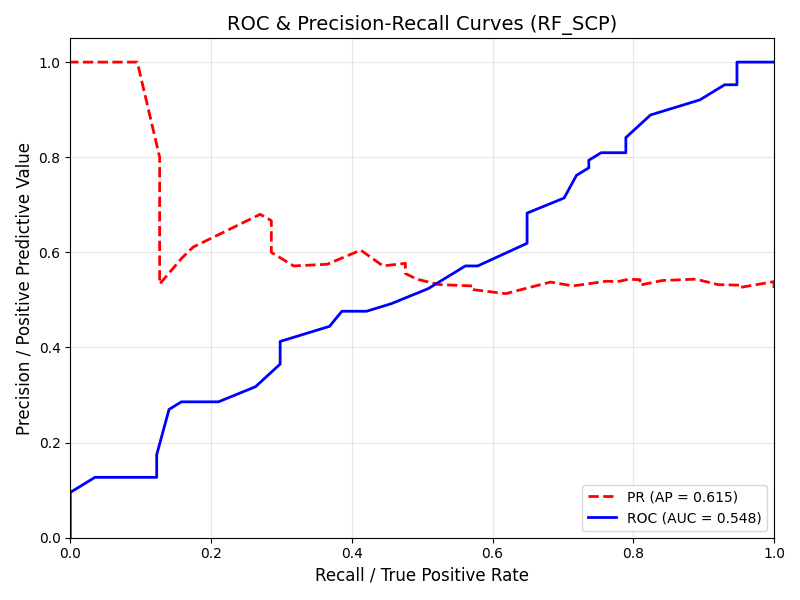 ROC & Precision-Recall Curves (RF_SCP)
Precision / Positive Predictive Value
1.0
0.8
0.6
0.4
0.2
0.0
0.0 0.2 0.4 0.6 0.8 1.0
Recall / True Positive Rate
PR (AP = 0.615)
ROC (AUC = 0.548)